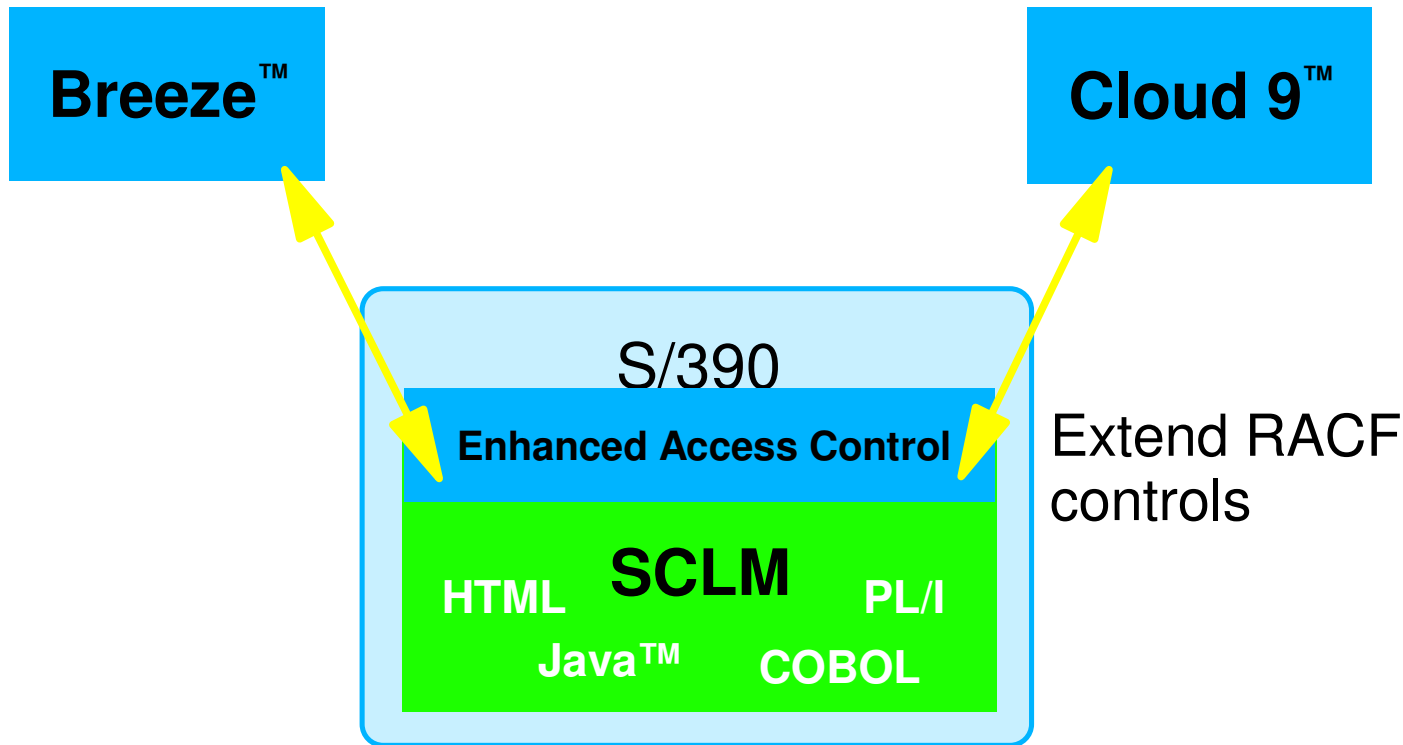 Breeze™
Cloud 9™
S/390
Enhanced Access Control
Extend RACF
controls
SCLM
HTML
PL/I
Java™
COBOL